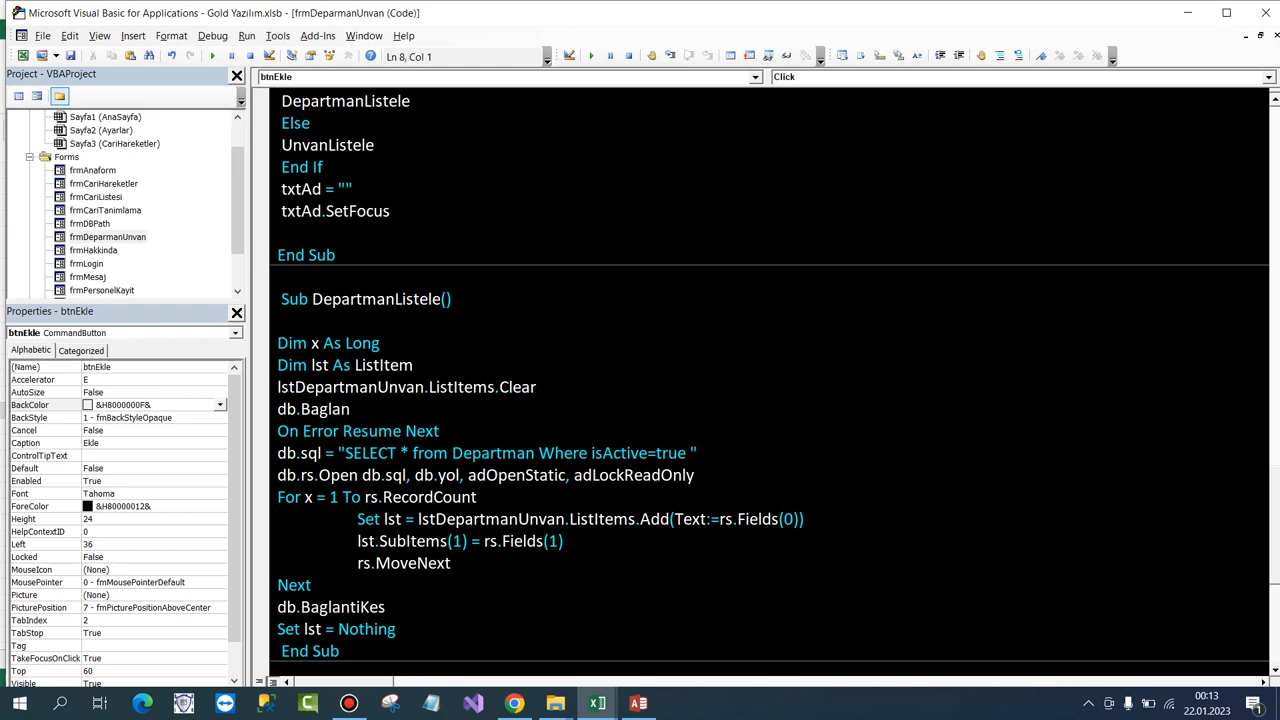 Microsoft Visual Basic for Applications - Gold Yazılım.xlsb - [frmDeparmanUnvan (Code)]
File Edit View Insert Format Debug Run Tools Add-Ins Window Help
Ln 8, Col 1
Project - VBAProject
btnEkle
Click
Sayfa1 (AnaSayfa)
Sayfa2 (Ayarlar)
Sayfa3 (CariHareketler)
Forms
frmAnaform
frmCariHareketler
frmCariListesi
frmCariTanimlama
frmDBPath
frmDeparmanUnvan
frmHakkinda
frmLogin
frmMesaj
frmPersonelKayit
Properties - btnEkle
btnEkle CommandButton
Alphabetic Categorized
(Name) btnEkle
Accelerator E
AutoSize False
BackColor &H8000000F&
BackStyle 1 - fmBackStyleOpaque
Cancel False
Caption Ekle
ControlTipText
Default False
Enabled True
Font Tahoma
ForeColor &H80000012&
Height 24
HelpContextID 0
Left 36
Locked False
MouseIcon (None)
MousePointer 0 - fmMousePointerDefault
Picture (None)
PicturePosition 7 - fmPicturePositionAboveCenter
TabIndex 2
TabStop True
Tag
TakeFocusOnClick True
Top 60
Visible True
DepartmanListele
Else
UnvanListele
End If
txtAd = ""
txtAd.SetFocus
End Sub
Sub DepartmanListele()
Dim x As Long
Dim lst As ListItem
lstDepartmanUnvan.ListItems.Clear
db.Baglan
On Error Resume Next
db.sql = "SELECT * from Departman Where isActive=true "
db.rs.Open db.sql, db.yol, adOpenStatic, adLockReadOnly
For x = 1 To rs.RecordCount
Set lst = lstDepartmanUnvan.ListItems.Add(Text:=rs.Fields(0))
lst.SubItems(1) = rs.Fields(1)
rs.MoveNext
Next
db.BaglantiKes
Set lst = Nothing
End Sub
00:13
22.01.2023